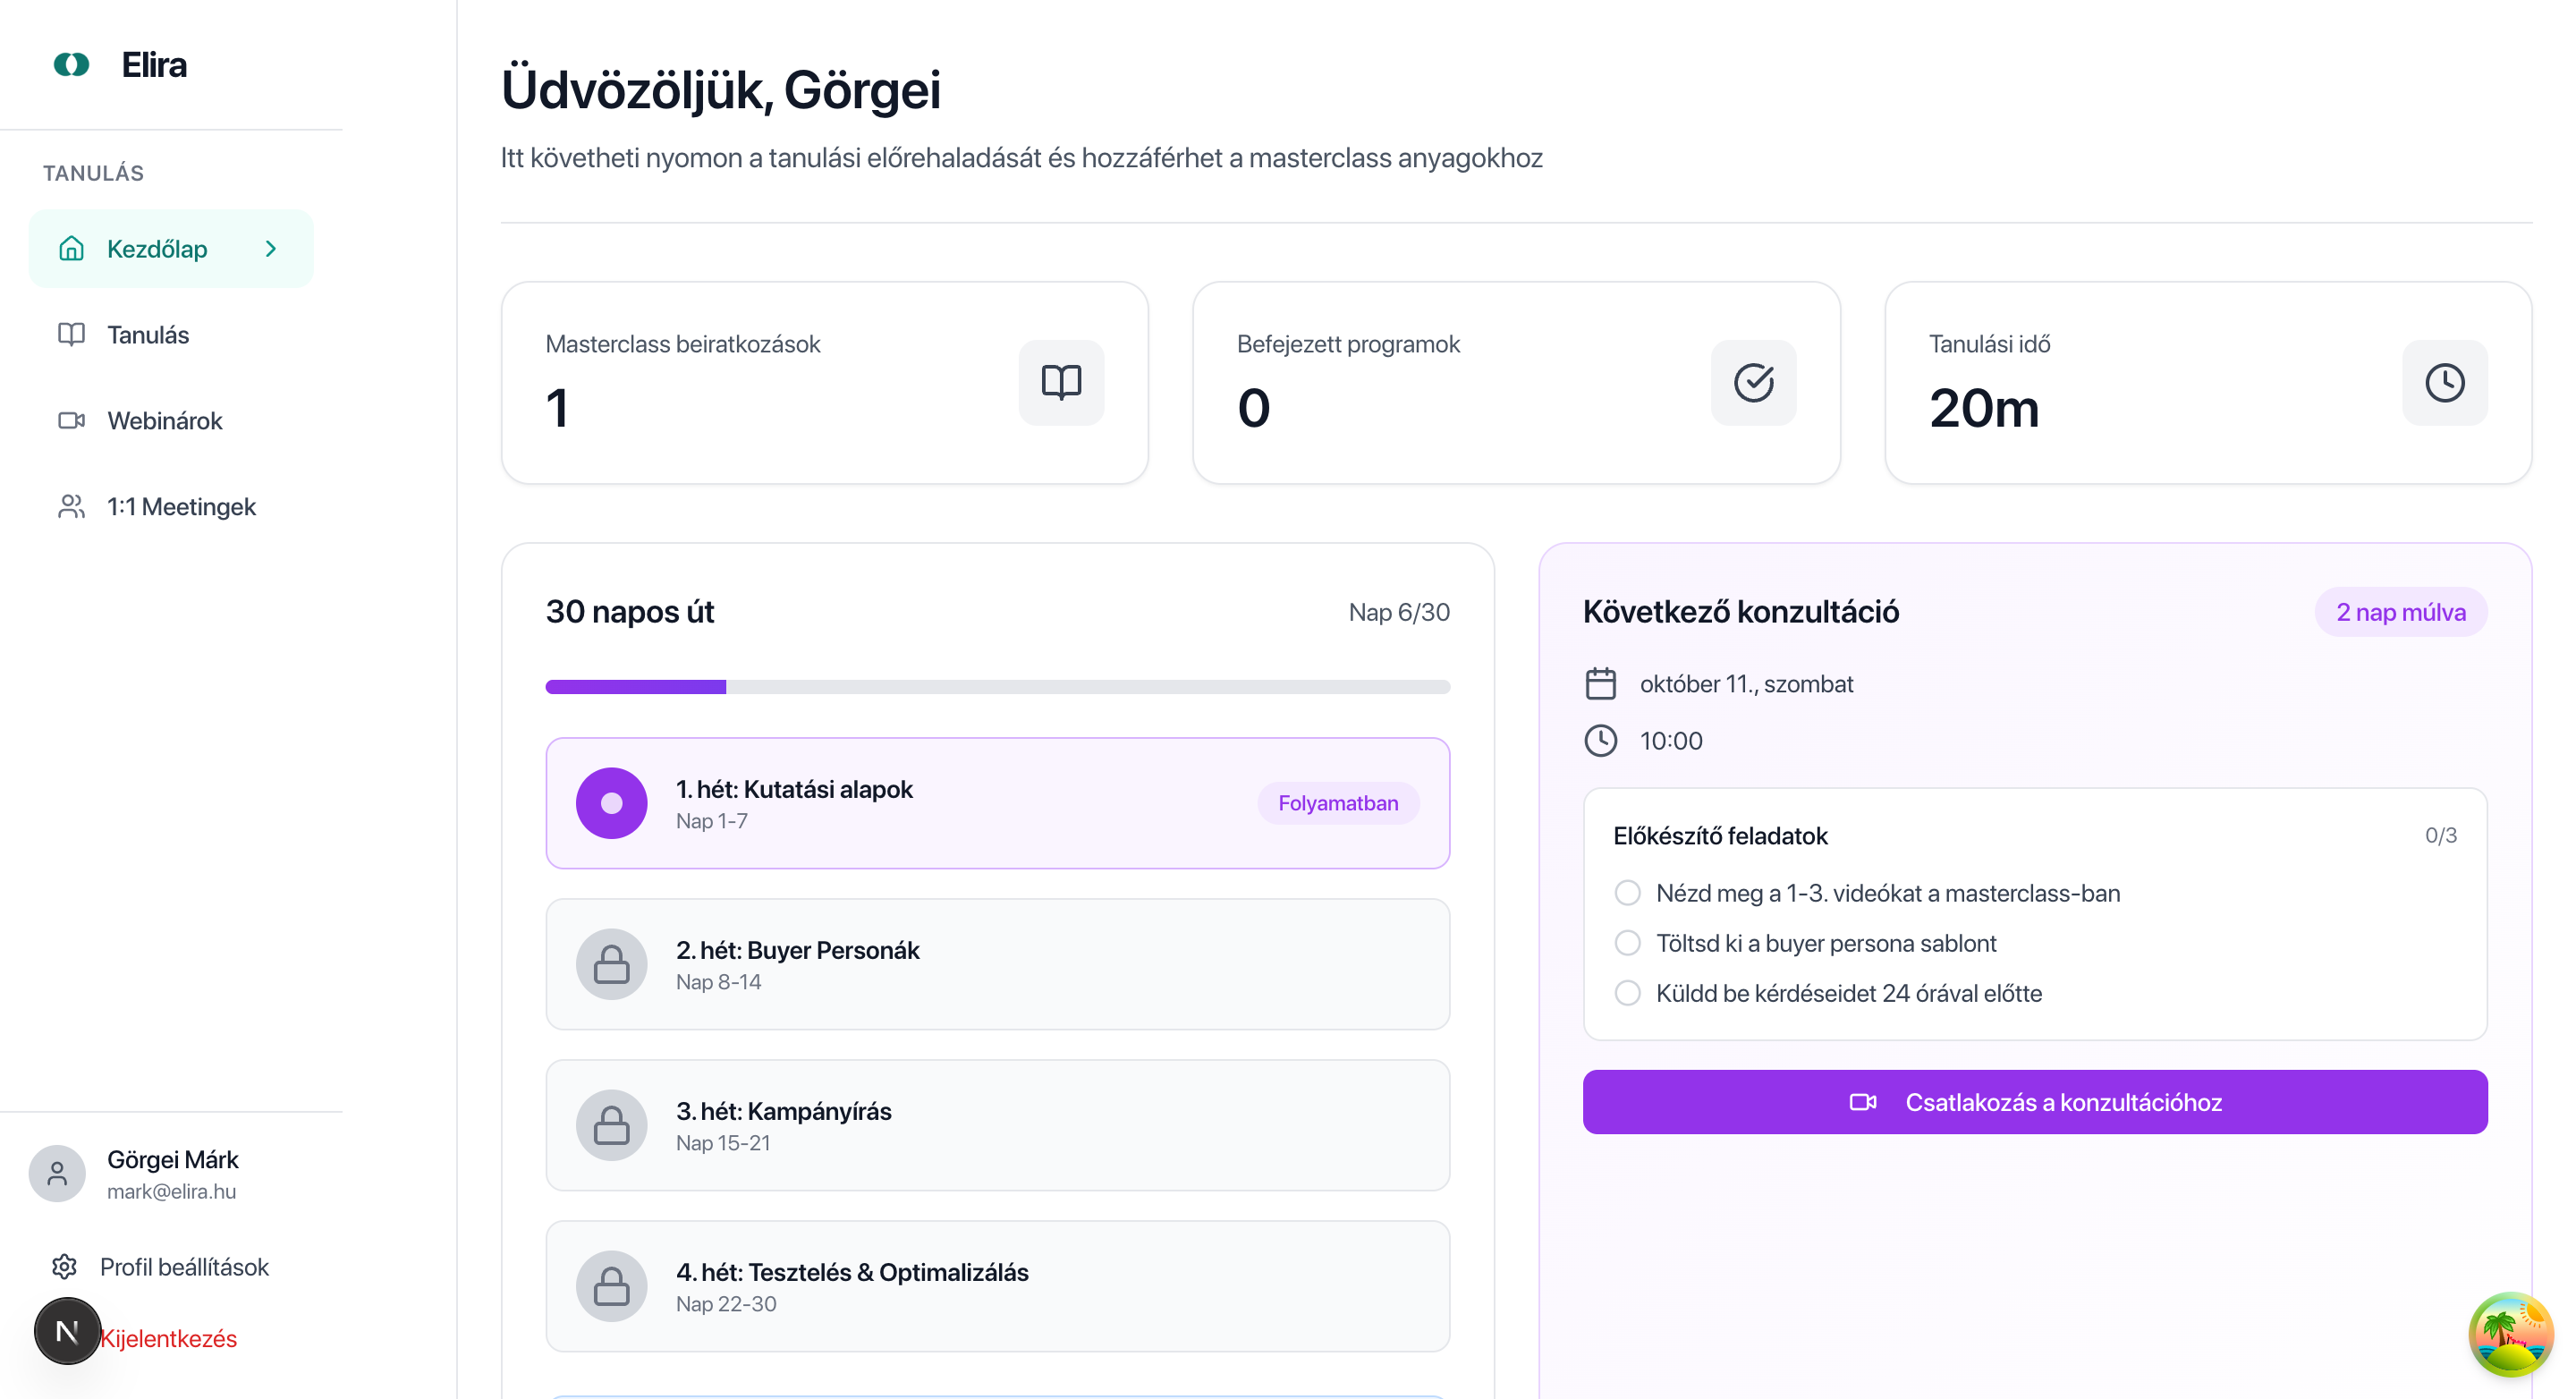 Elira
TANULÁS
Kezdőlap
Tanulás
Webinárok
1:1 Meetingek
Görgei Márk
mark@elira.hu
Profil beállítások
N
Kijelentkezés
Üdvözöljük, Görgei
Itt követheti nyomon a tanulási előrehaladását és hozzáférhet a masterclass anyagokhoz
Masterclass beiratkozások
1
Befejezett programok
0
Tanulási idő
20m
30 napos út
Nap 6/30
1. hét: Kutatási alapok
Nap 1-7
Folyamatban
2. hét: Buyer Personák
Nap 8-14
3. hét: Kampányírás
Nap 15-21
4. hét: Tesztelés & Optimalizálás
Nap 22-30
Következő konzultáció
2 nap múlva
október 11., szombat
10:00
Előkészítő feladatok
0/3
Nézd meg a 1-3. videókat a masterclass-ban
Töltsd ki a buyer persona sablont
Küldd be kérdéseidet 24 órával előtte
Csatlakozás a konzultációhoz